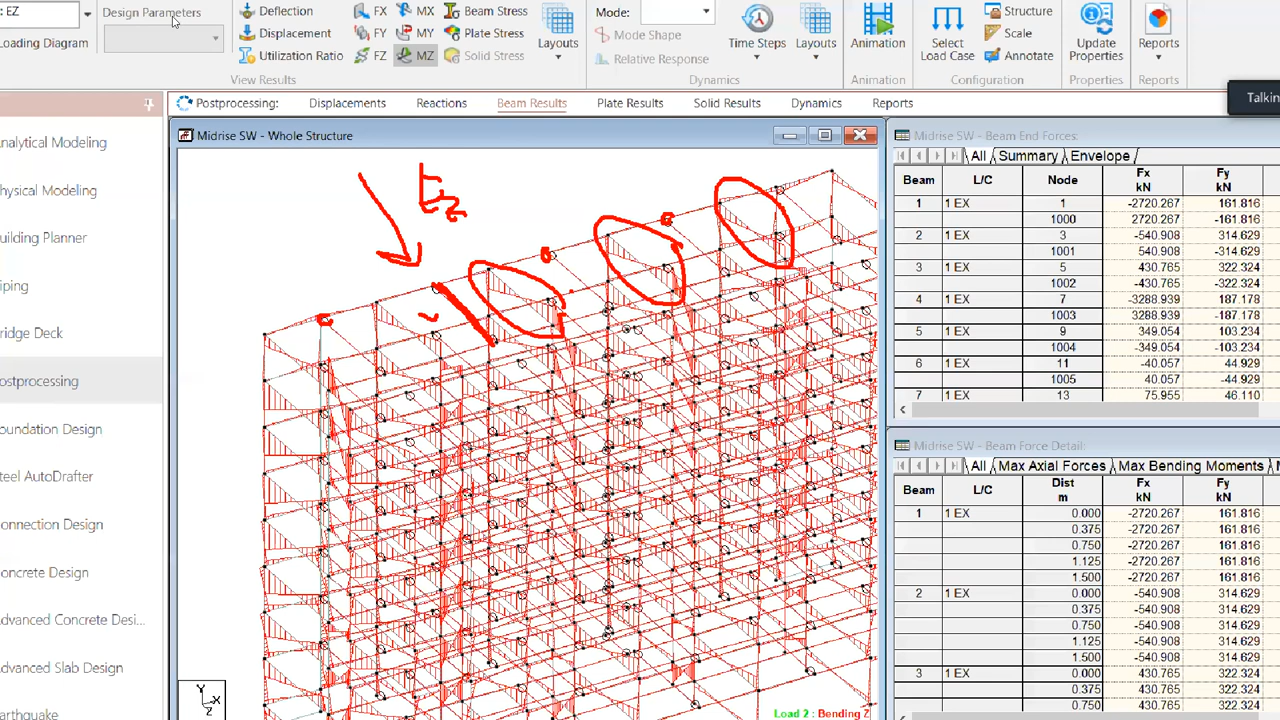 : EZ
Loading Diagram
Design Parameters
Deflection
Displacement
Utilization Ratio
FX
FY
FZ
MX
MY
MZ
Beam Stress
Plate Stress
Solid Stress
Layouts
View Results
Mode:
Mode Shape
Relative Response
Time Steps
Layouts
Dynamics
Animation
Animation
Select
Load Case
Structure
Scale
Annotate
Configuration
Update
Properties
Properties
Reports
Reports
Postprocessing: Displacements Reactions Beam Results Plate Results Solid Results Dynamics Reports
Talkin
Analytical Modeling
Physical Modeling
uilding Planner
iping
ridge Deck
ostprocessing
oundation Design
teel AutoDrafter
onnection Design
oncrete Design
dvanced Concrete Desi...
dvanced Slab Design
arthquake
Midrise SW - Whole Structure
Ez
Y
X
Z
Load 2 : Bending Z
Midrise SW - Beam End Forces:
All Summary Envelope
Beam L/C Node Fx kN Fy kN
1 1 EX 1 -2720.267 161.816
1000 2720.267 -161.816
2 1 EX 3 -540.908 314.629
1001 540.908 -314.629
3 1 EX 5 430.765 322.324
1002 -430.765 -322.324
4 1 EX 7 -3288.939 187.178
1003 3288.939 -187.178
5 1 EX 9 349.054 103.234
1004 -349.054 -103.234
6 1 EX 11 -40.057 44.929
1005 40.057 -44.929
7 1 EX 13 75.955 46.110
Midrise SW - Beam Force Detail:
All Max Axial Forces Max Bending Moments M
Beam L/C Dist m Fx kN Fy kN
1 1 EX 0.000 -2720.267 161.816
0.375 -2720.267 161.816
0.750 -2720.267 161.816
1.125 -2720.267 161.816
1.500 -2720.267 161.816
2 1 EX 0.000 -540.908 314.629
0.375 -540.908 314.629
0.750 -540.908 314.629
1.125 -540.908 314.629
1.500 -540.908 314.629
3 1 EX 0.000 430.765 322.324
0.375 430.765 322.324
0.750 430.765 322.324